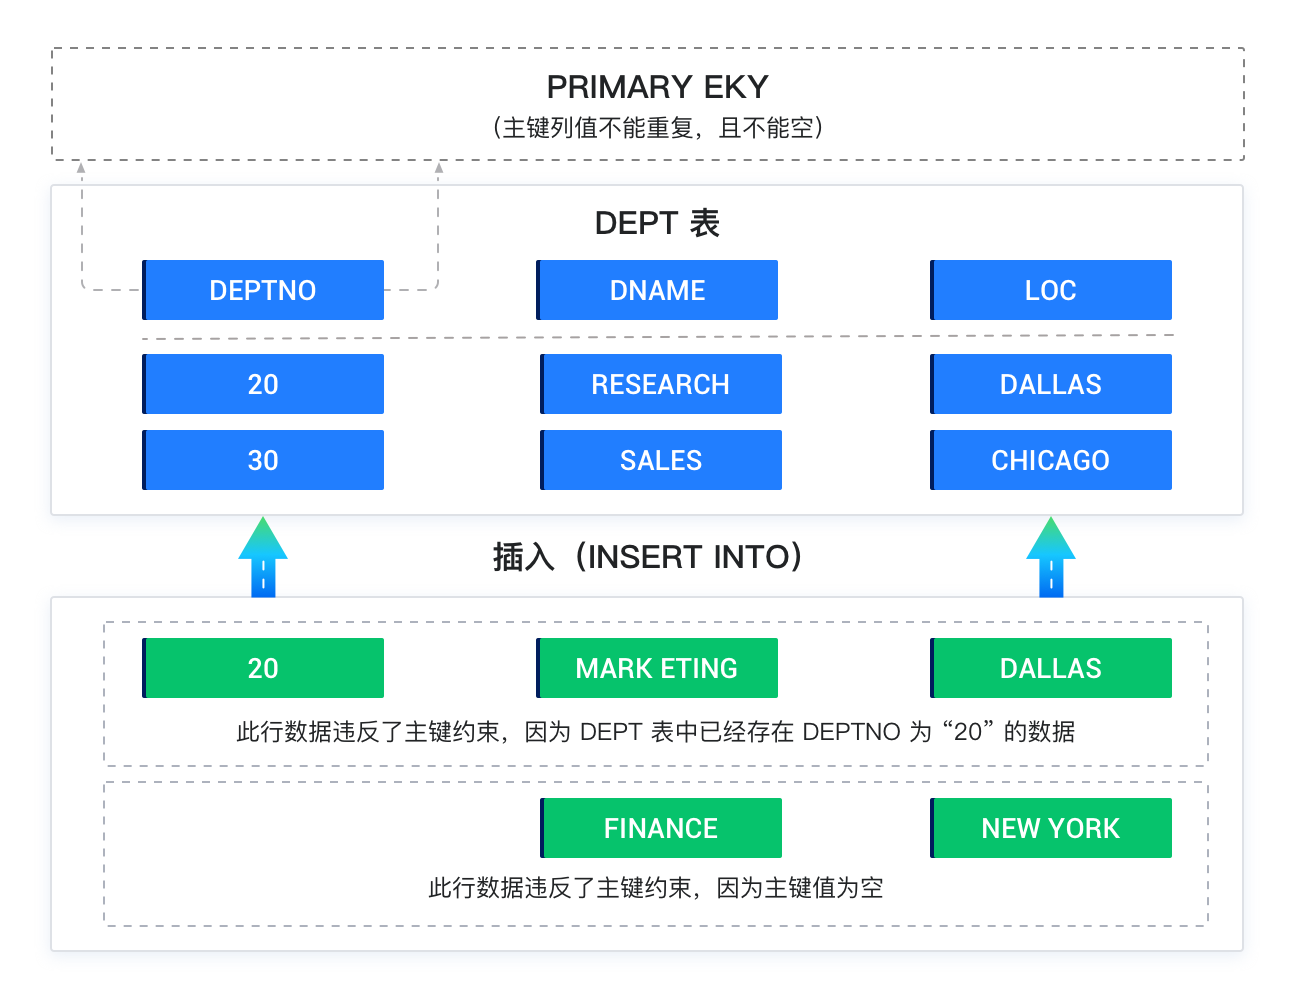 PRIMARY EKY
（主键列值不能重复，且不能空）
DEPT 表
DEPTNO DNAME LOC
20 RESEARCH DALLAS
30 SALES CHICAGO
插入（INSERT INTO）
20 MARK ETING DALLAS
此行数据违反了主键约束，因为 DEPT 表中已经存在 DEPTNO 为“20”的数据
FINANCE NEW YORK
此行数据违反了主键约束，因为主键值为空